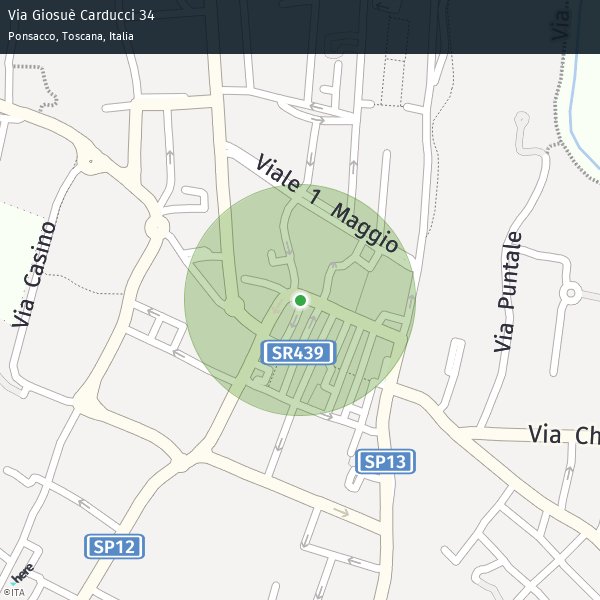 Via Giosuè Carducci 34
Ponsacco, Toscana, Italia
Via
Viale 1 Maggio
Via Casino
Via Puntale
SR439
Via Ch
SP13
SP12
here
©ITA